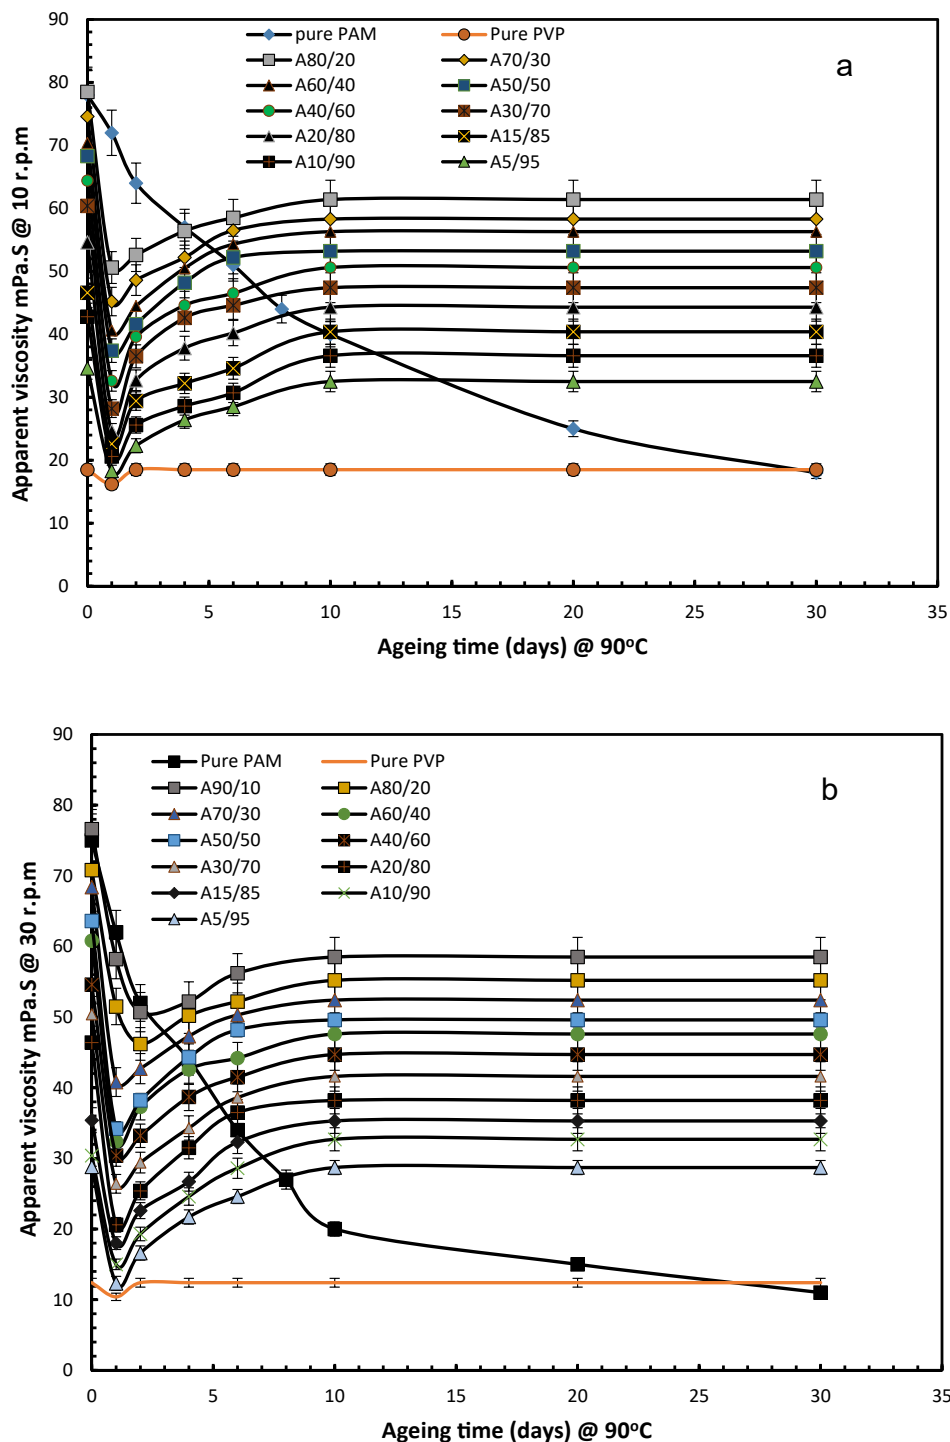 pure PAM Pure PVP
A80/20 A70/30
A60/40 A50/50
A40/60 A30/70
A20/80 A15/85
A10/90 A5/95
a
Apparent viscosity mPa.S @ 10 r.p.m
90
80
70
60
50
40
30
20
10
0
0 5 10 15 20 25 30 35
Ageing time (days) @ 90ᵒC
Pure PAM Pure PVP
A90/10 A80/20
A70/30 A60/40
A50/50 A40/60
A30/70 A20/80
A15/85 A10/90
A5/95
b
Apparent viscosity mPa.S @ 30 r.p.m
90
80
70
60
50
40
30
20
10
0
0 5 10 15 20 25 30 35
Ageing time (days) @ 90ᵒC